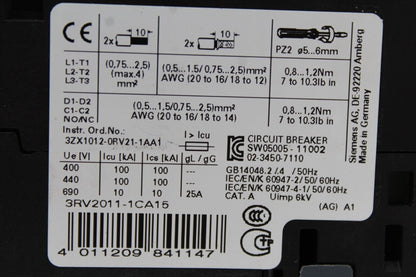 10
2x
10
2x
PZ2 ø5...6mm
L1-T1
L2-T2
L3-T3
(0,75...2,5)
(max.4)
mm²
(0,5...1.5/ 0,75...2,5)mm²
AWG (20 to 16/ 18 to 12)
0,8...1,2Nm
7 to 10.3lb in
D1-D2
C1-C2
NO/NC
(0,5...1,5/0,75...2,5)mm²
AWG (20 to 16/ 18 to 14)
0,8...1,2Nm
7 to 10.3lb in
Instr. Ord.No.:
3ZX1012-0RV21-1AA1
I > Icu
Ue [V] Icu [kA] Ics [kA] gL / gG
400 100 100 ---
440 100 100 ---
690 10 10 25A
3RV2011-1CA15
4 011209 841147
CIRCUIT BREAKER
SW05005 - 11002
02-3450-7110
GB14048.2 /.4 / 50Hz
IEC/EN/K 60947-2/ 50/ 60Hz
IEC/EN/K 60947-4-1/ 50/ 60Hz
CAT. A Uimp 6kV
(AG) A1
Siemens AG, DE-92220 Amberg
Made in Germany